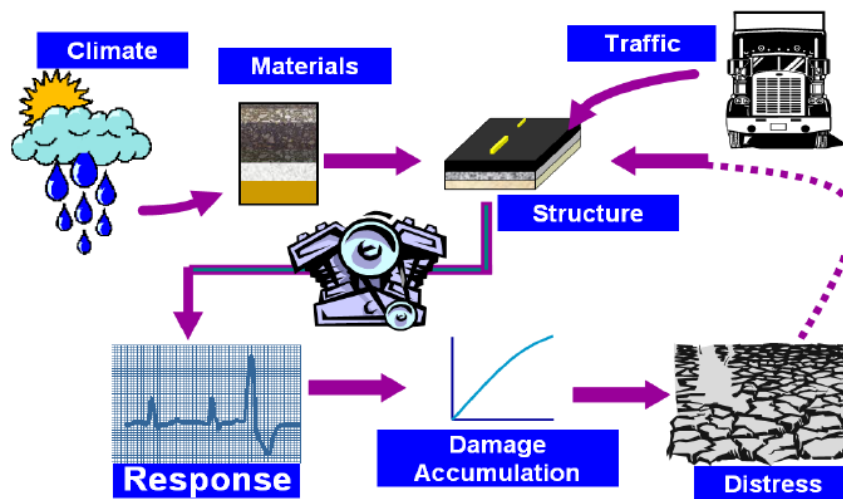 Climate
Materials
Traffic
Structure
Response
Damage
Accumulation
Distress